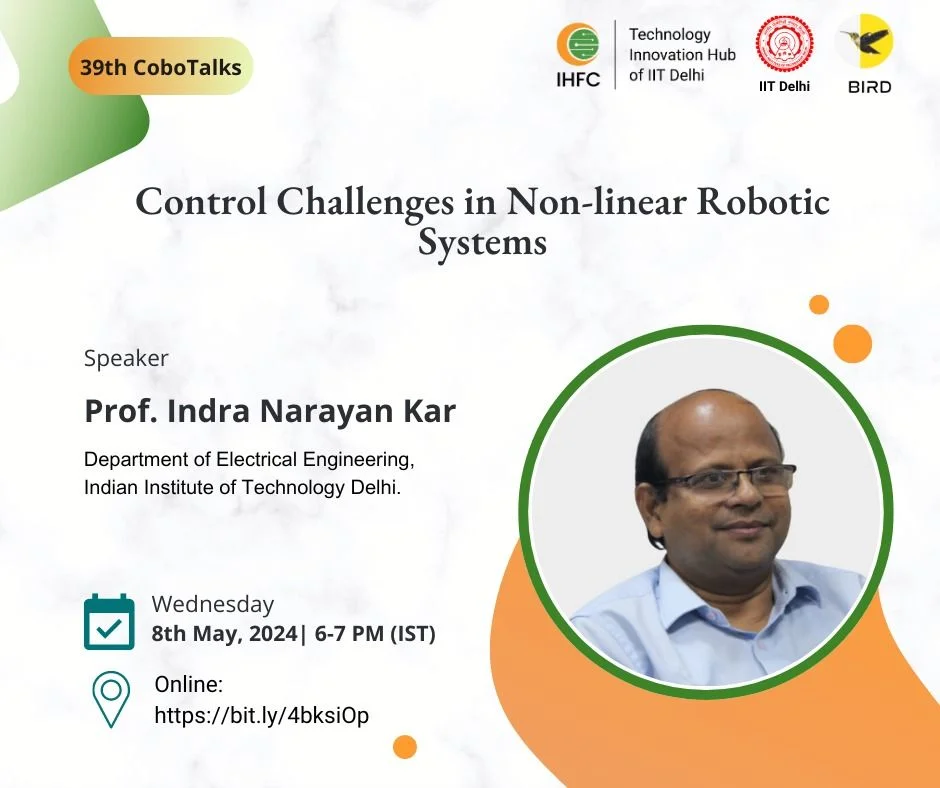 39th CoboTalks
IHFC
Technology
Innovation Hub
of IIT Delhi
IIT Delhi
BIRD
Control Challenges in Non-linear Robotic
Systems
Speaker
Prof. Indra Narayan Kar
Department of Electrical Engineering,
Indian Institute of Technology Delhi.
Wednesday
8th May, 2024| 6-7 PM (IST)
Online:
https://bit.ly/4bksiOp